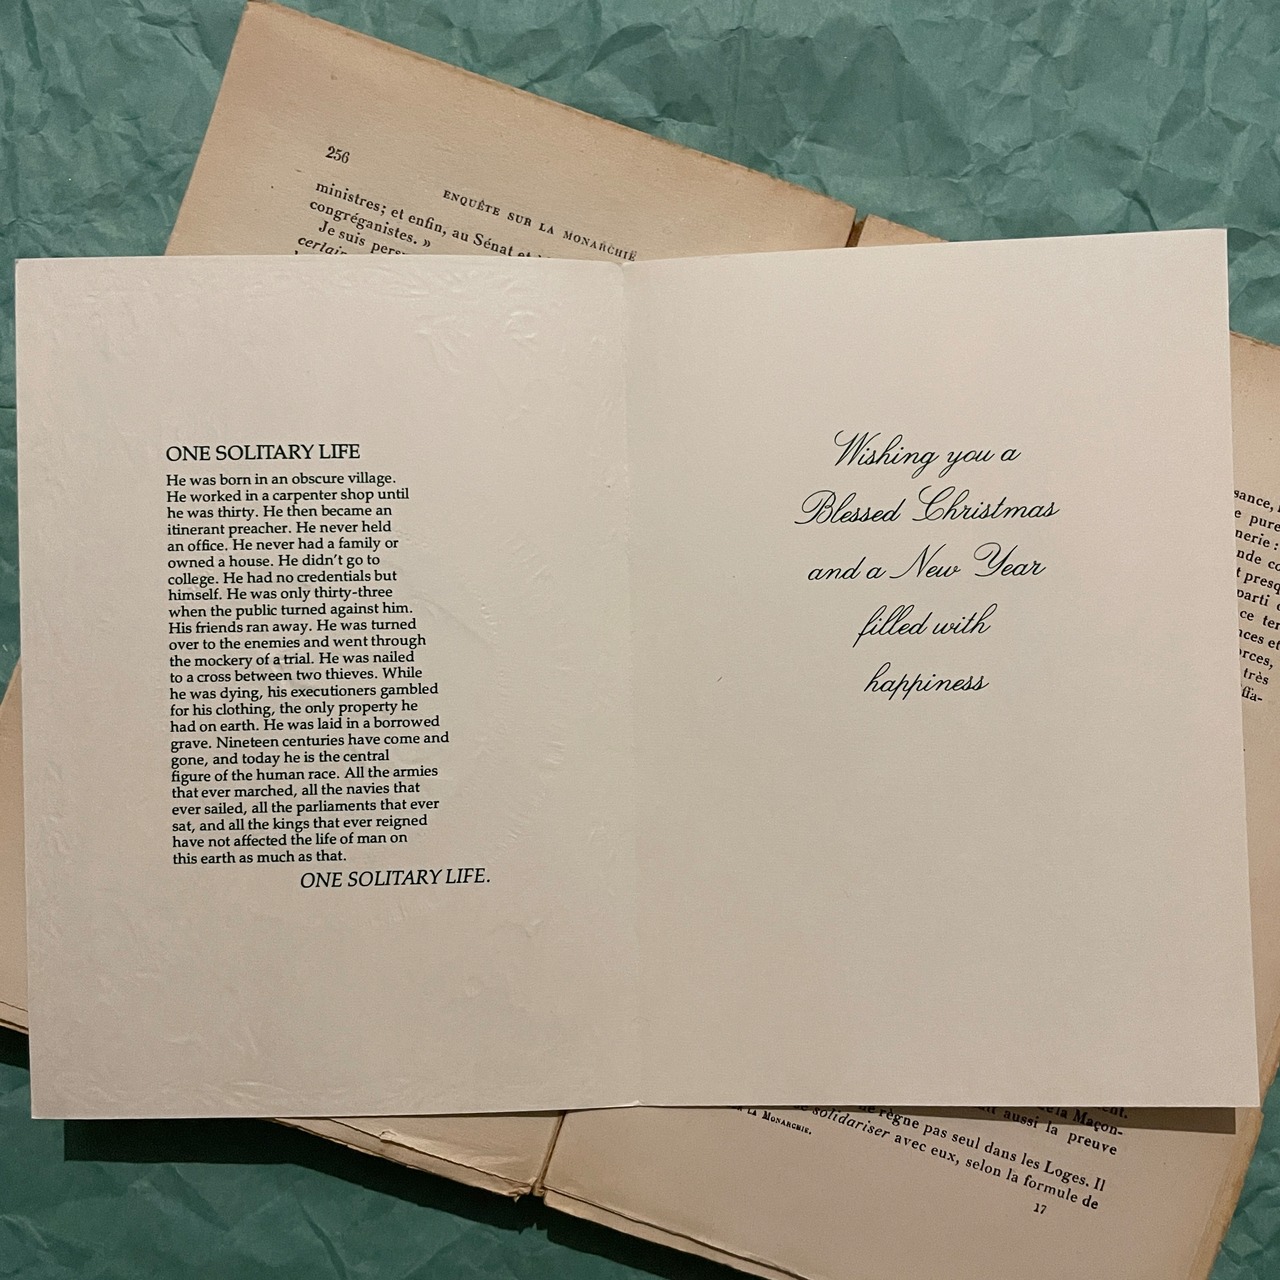 256
ENQUÊTE SUR LA MONARCHIE
ministres; et enfin, au Sénat et
congréganistes. »
Je suis
certain
ONE SOLITARY LIFE
He was born in an obscure village.
He worked in a carpenter shop until
he was thirty. He then became an
itinerant preacher. He never held
an office. He never had a family or
owned a house. He didn't go to
college. He had no credentials but
himself. He was only thirty-three
when the public turned against him.
His friends ran away. He was turned
over to the enemies and went through
the mockery of a trial. He was nailed
to a cross between two thieves. While
he was dying, his executioners gambled
for his clothing, the only property he
had on earth. He was laid in a borrowed
grave. Nineteen centuries have come and
gone, and today he is the central
figure of the human race. All the armies
that ever marched, all the navies that
ever sailed, all the parliaments that ever
sat, and all the kings that ever reigned
have not affected the life of man on
this earth as much as that.
ONE SOLITARY LIFE.
Wishing you a
Blessed Christmas
and a New Year
filled with
happiness
sance,
pure
nerie :
co
presq
parti
ce
et
très
de la Maçon-
aussi la preuve
règne pas seul dans les Loges. Il
solidariser avec eux, selon la formule de
LA MONARCHIE.
17